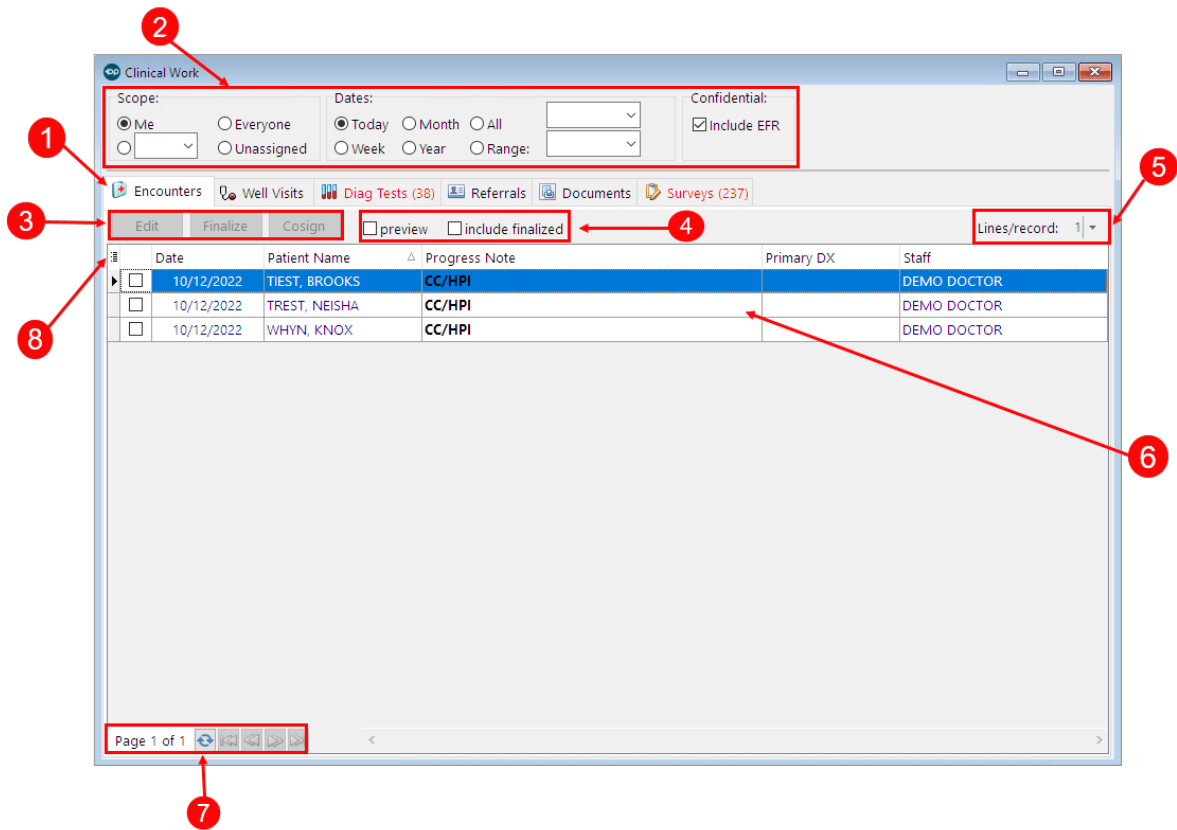 2
op Clinical Work
Scope: Dates: Confidential:
Me Everyone Today Month All Include EFR
Unassigned Week Year Range:
1
5
Encounters Well Visits Diag Tests (38) Referrals Documents Surveys (237)
3
Edit Finalize Cosign preview include finalized 4 Lines/record: 1
Date Patient Name Progress Note Primary DX Staff
10/12/2022 TIEST, BROOKS CC/HPI DEMO DOCTOR
10/12/2022 TREST, NEISHA CC/HPI DEMO DOCTOR
10/12/2022 WHYN, KNOX CC/HPI DEMO DOCTOR
8
6
Page 1 of 1
7